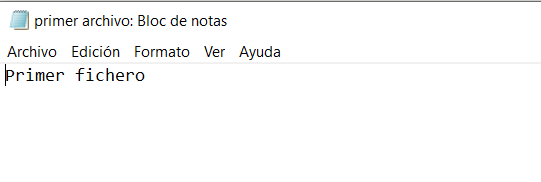 primer archivo: Bloc de notas
Archivo Edición Formato Ver Ayuda
Primer fichero